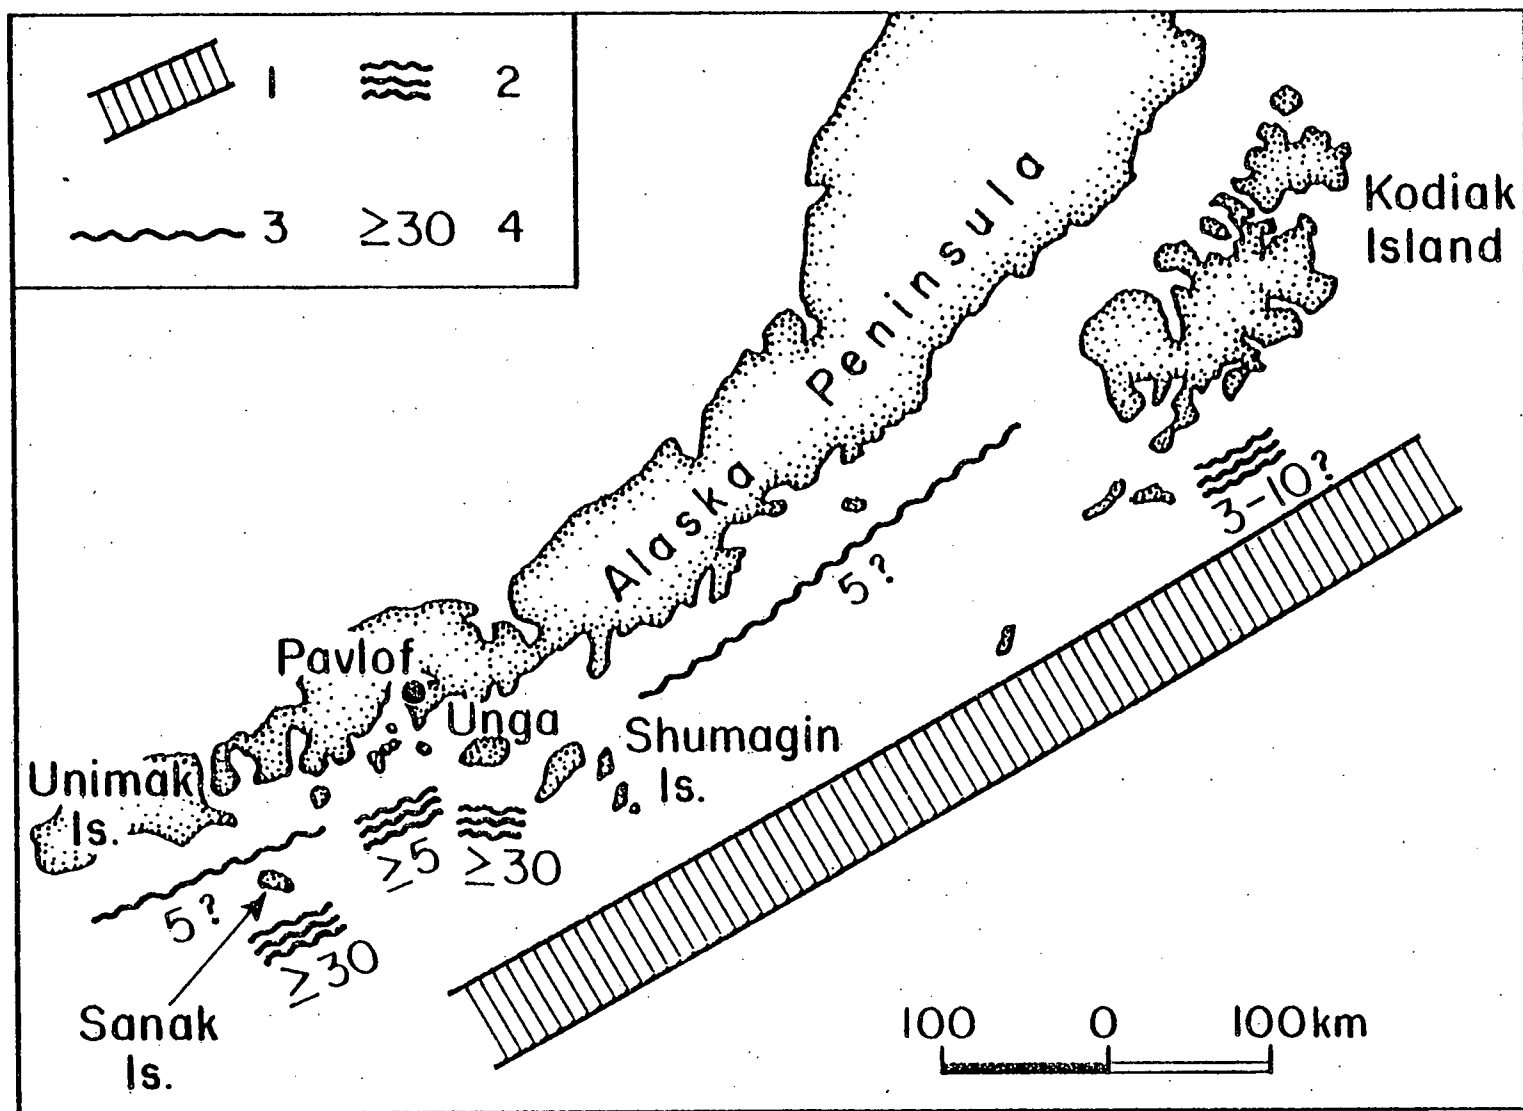 1
2
3
≥30
4
Kodiak
Island
Alaska Peninsula
3-10?
5?
Pavlof
Unga
Shumagin
Is.
Unimak
Is.
≥5
≥30
5?
≥30
Sanak
Is.
100 0 100km